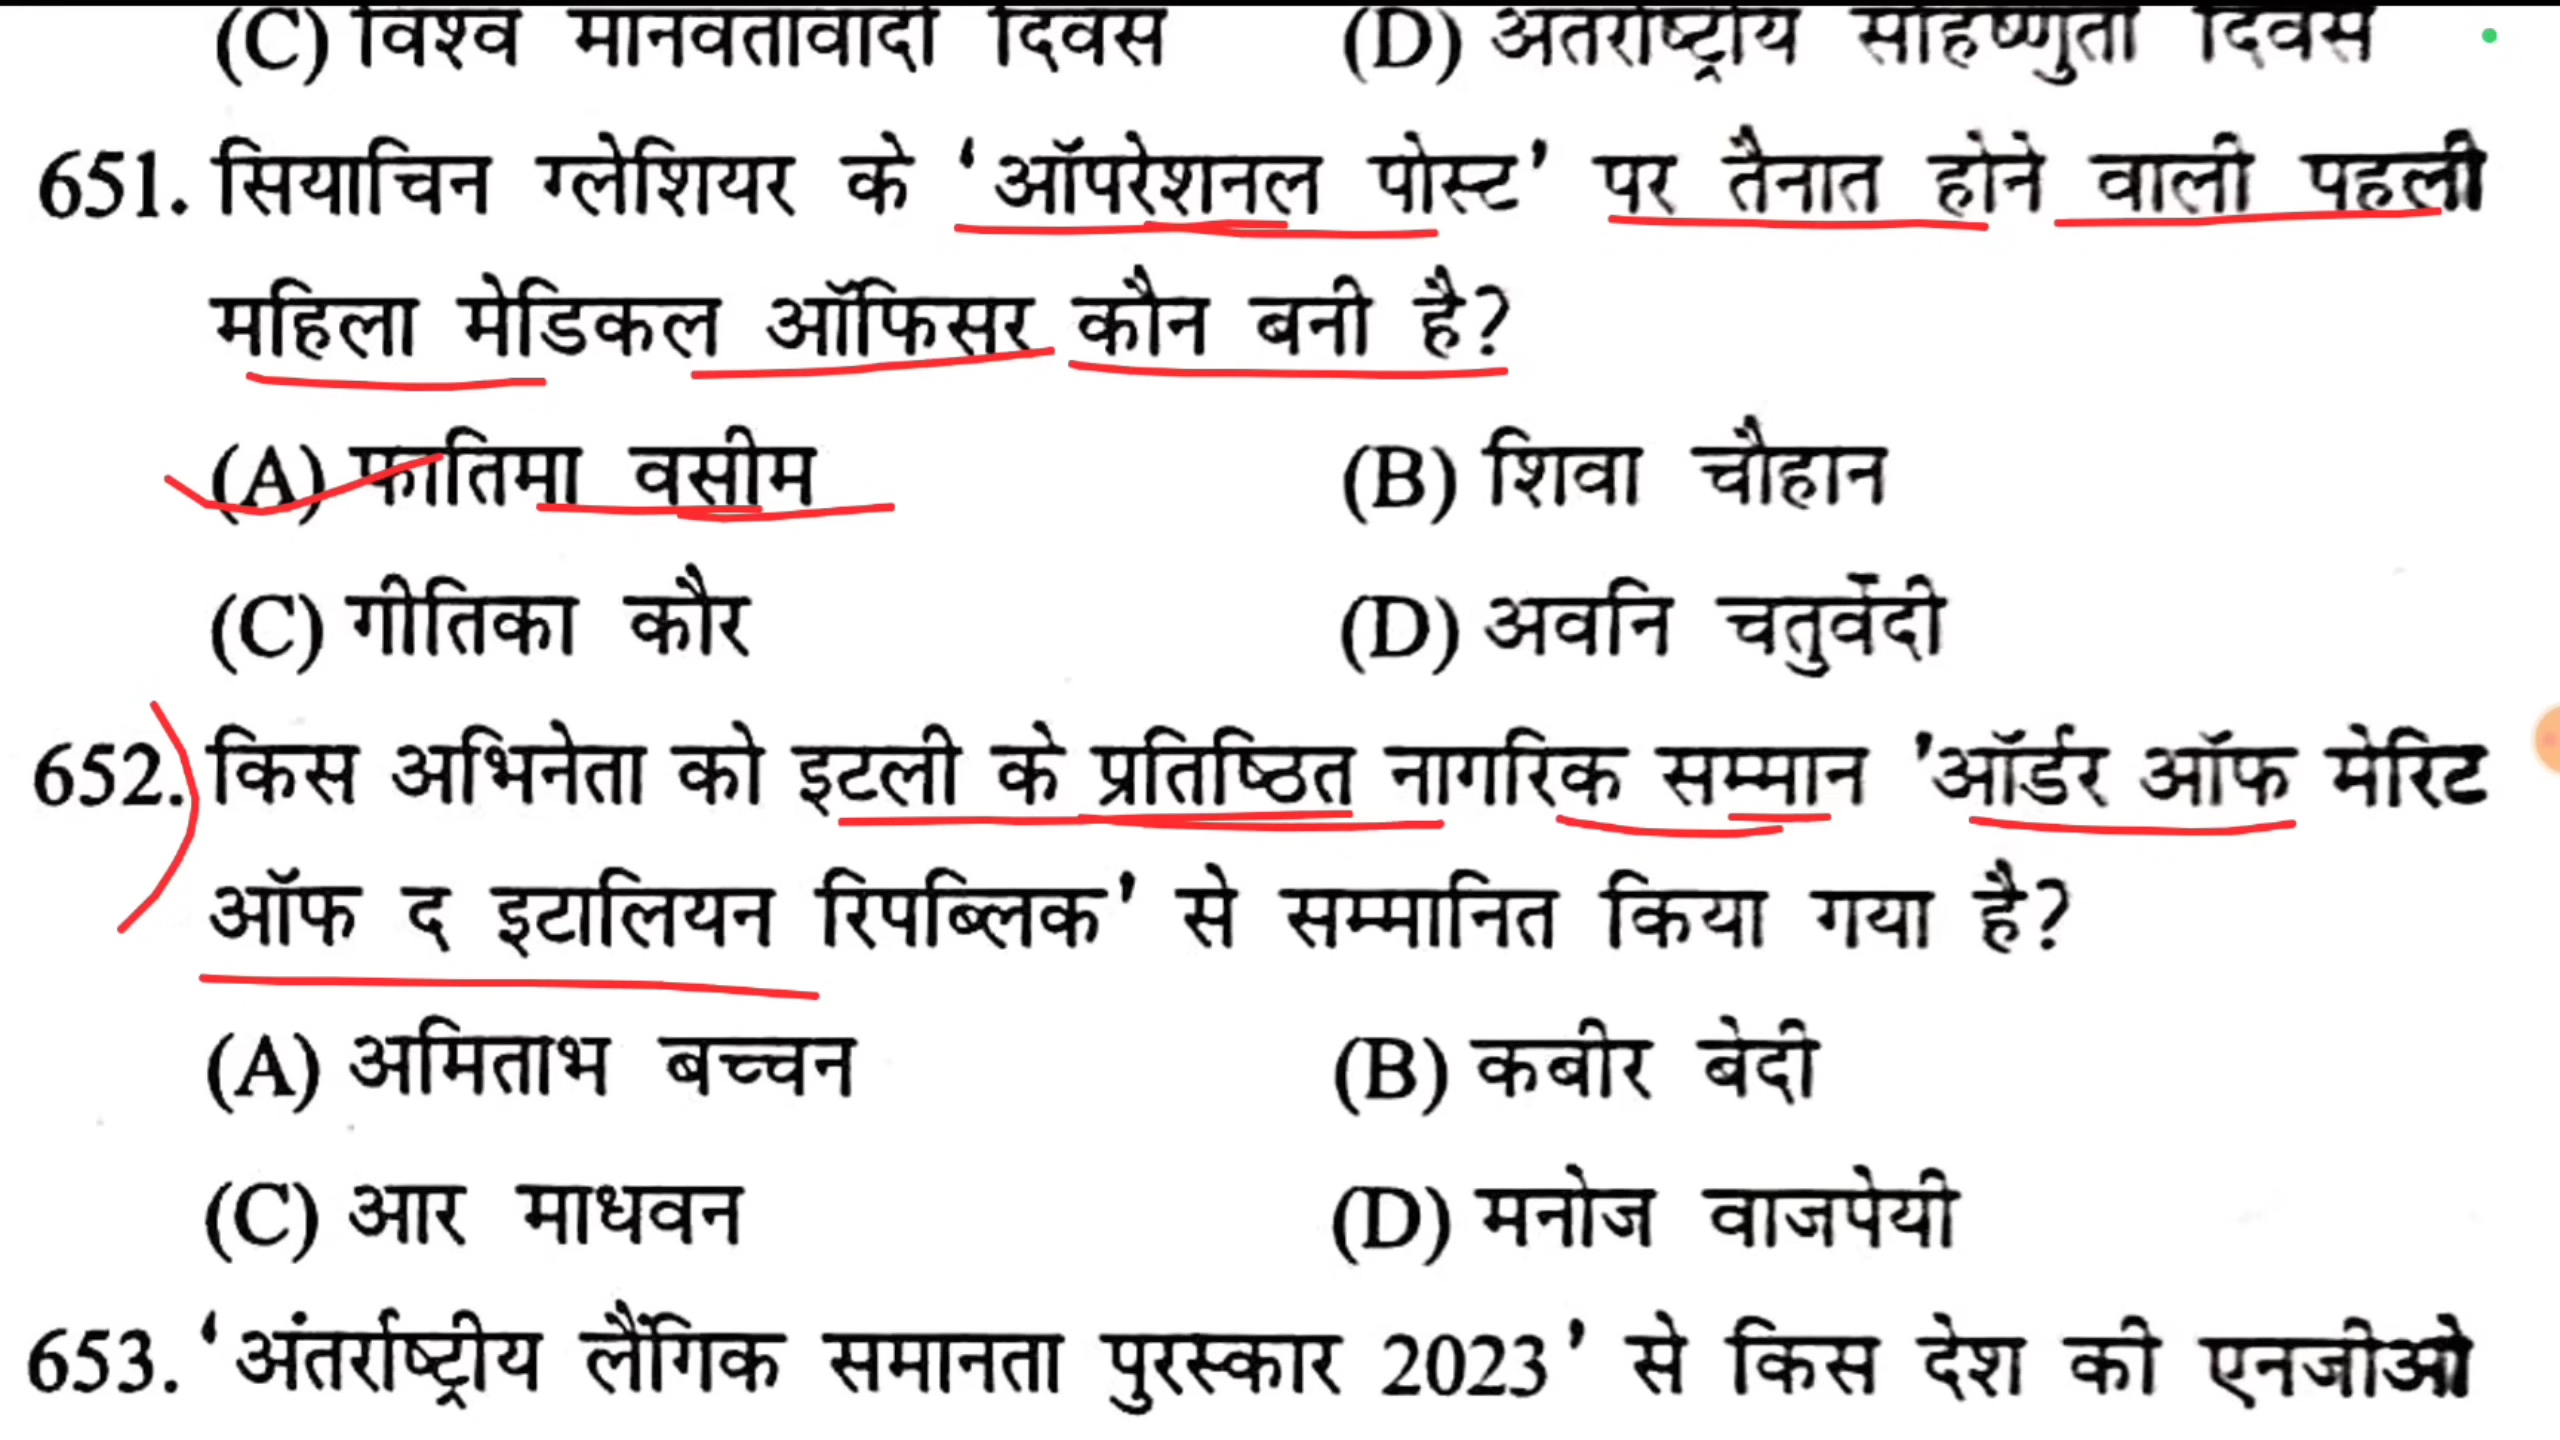 (C) विश्व मानवतावादी दिवस (D) अंतर्राष्ट्रीय सहिष्णुता दिवस
651. सियाचिन ग्लेशियर के ‘ऑपरेशनल पोस्ट’ पर तैनात होने वाली पहली
महिला मेडिकल ऑफिसर कौन बनी है?
(A) फातिमा वसीम (B) शिवा चौहान
(C) गीतिका कौर (D) अवनि चतुर्वेदी
652. किस अभिनेता को इटली के प्रतिष्ठित नागरिक सम्मान ’ऑर्डर ऑफ मेरिट
ऑफ द इटालियन रिपब्लिक’ से सम्मानित किया गया है?
(A) अमिताभ बच्चन (B) कबीर बेदी
(C) आर माधवन (D) मनोज वाजपेयी
653. ‘अंतर्राष्ट्रीय लैंगिक समानता पुरस्कार 2023’ से किस देश की एनजीओ